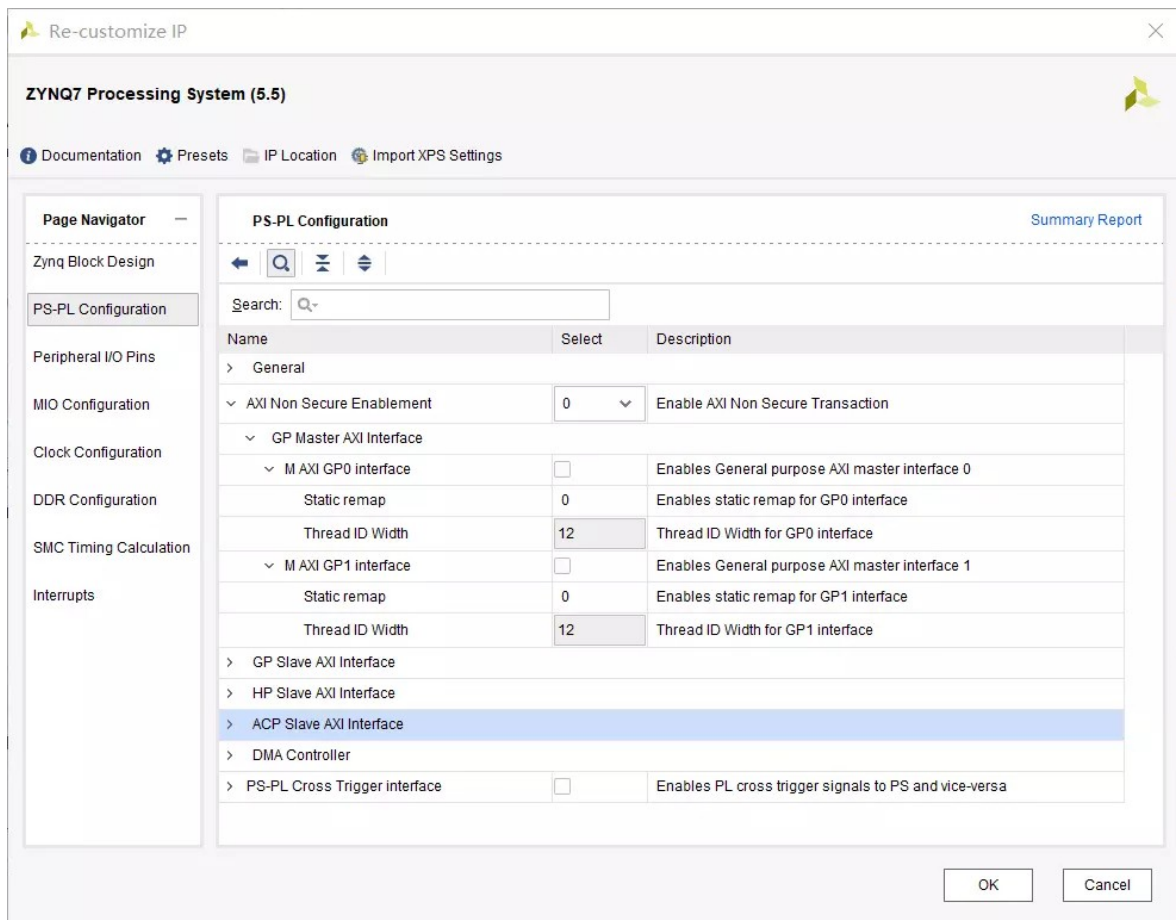 Re-customize IP
ZYNQ7 Processing System (5.5)
Documentation Presets IP Location Import XPS Settings
Page Navigator
Zynq Block Design
PS-PL Configuration
Peripheral I/O Pins
MIO Configuration
Clock Configuration
DDR Configuration
SMC Timing Calculation
Interrupts
PS-PL Configuration Summary Report
Search:
Name Select Description
General
AXI Non Secure Enablement 0 Enable AXI Non Secure Transaction
GP Master AXI Interface
M AXI GP0 interface Enables General purpose AXI master interface 0
Static remap 0 Enables static remap for GP0 interface
Thread ID Width 12 Thread ID Width for GP0 interface
M AXI GP1 interface Enables General purpose AXI master interface 1
Static remap 0 Enables static remap for GP1 interface
Thread ID Width 12 Thread ID Width for GP1 interface
GP Slave AXI Interface
HP Slave AXI Interface
ACP Slave AXI Interface
DMA Controller
PS-PL Cross Trigger interface Enables PL cross trigger signals to PS and vice-versa
OK Cancel